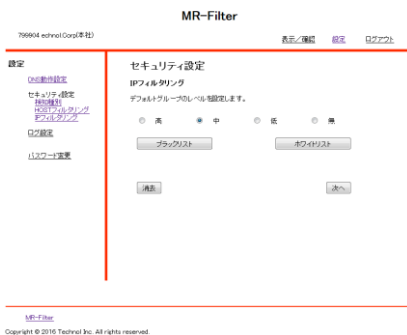 MR-Filter
799904 echnol Corp(本社)
表示/確認 設定 ログアウト
設定
DNS動作設定
セキュリティ設定
検知種別
HOSTフィルタリング
IPフィルタリング
ログ設定
パスワード変更
セキュリティ設定
IPフィルタリング
デフォルトグループのレベルを設定します。
高 中 低 無
ブラックリスト ホワイトリスト
消去 次へ
MR-Filter
Copyright © 2016 Technol Inc. All rights reserved.